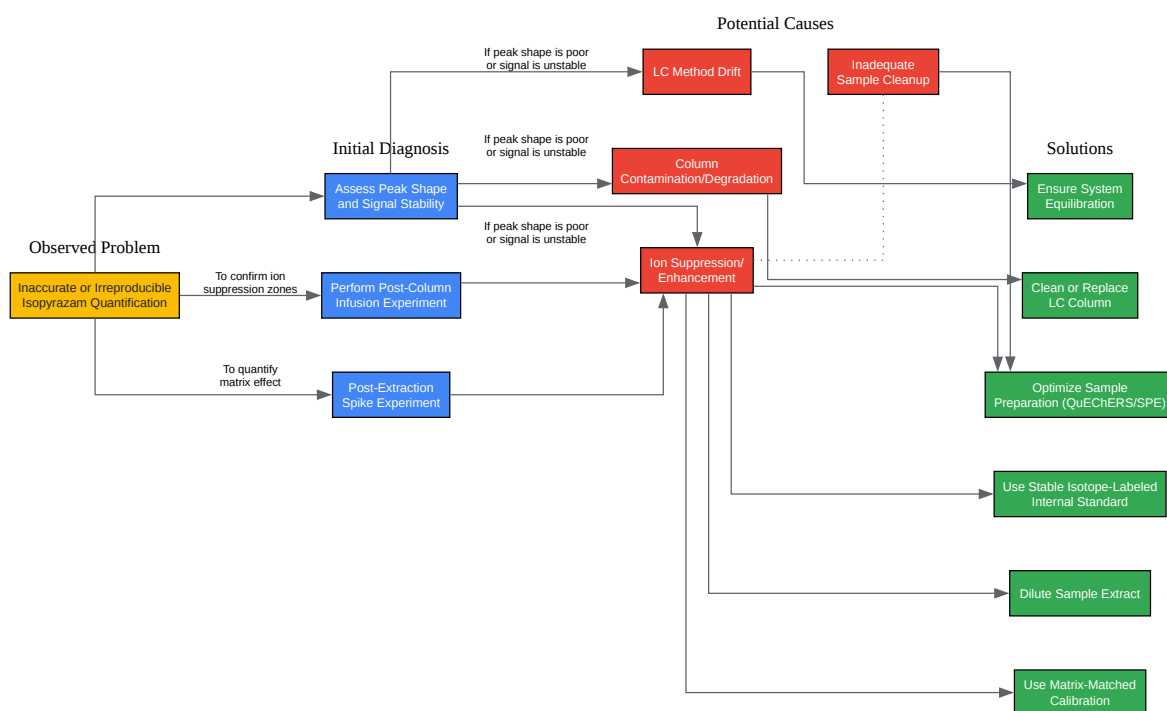 Potential Causes
If peak shape is poor
or signal is unstable
LC Method Drift
Inadequate
Sample Cleanup
Initial Diagnosis
If peak shape is poor
or signal is unstable
Column
Contamination/Degradation
Solutions
Assess Peak Shape
and Signal Stability
Ensure System
Equilibration
If peak shape is poor
or signal is unstable
Observed Problem
Inaccurate or Irreproducible
Isopyrazam Quantification
To confirm ion
suppression zones
Perform Post-Column
Infusion Experiment
Ion Suppression/
Enhancement
Clean or Replace
LC Column
To quantify
matrix effect
Post-Extraction
Spike Experiment
Optimize Sample
Preparation (QuEChERS/SPE)
Use Stable Isotope-Labeled
Internal Standard
Dilute Sample Extract
Use Matrix-Matched
Calibration